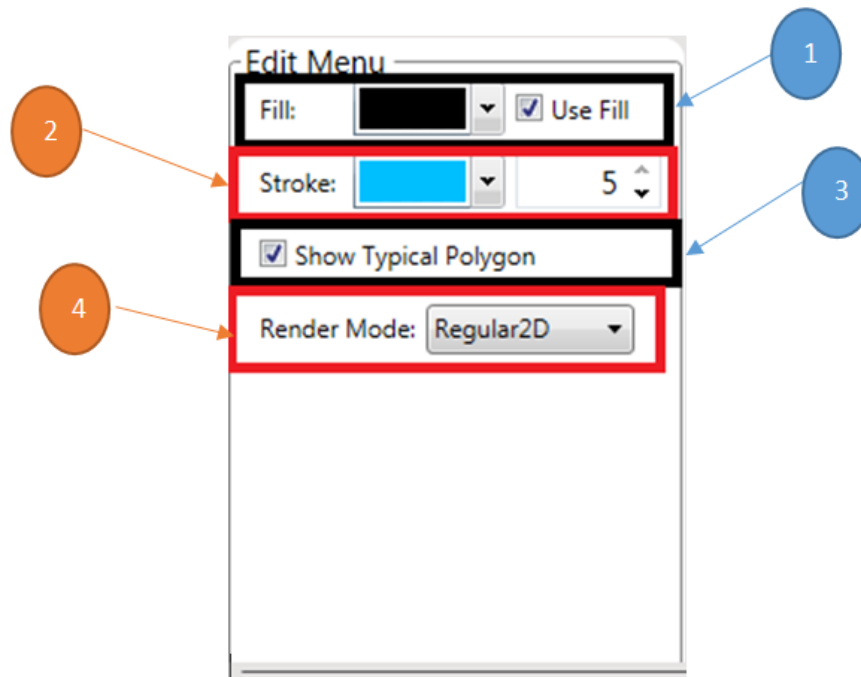 Edit Menu
1
Fill: Use Fill
2
Stroke: 5
3
Show Typical Polygon
4
Render Mode: Regular2D